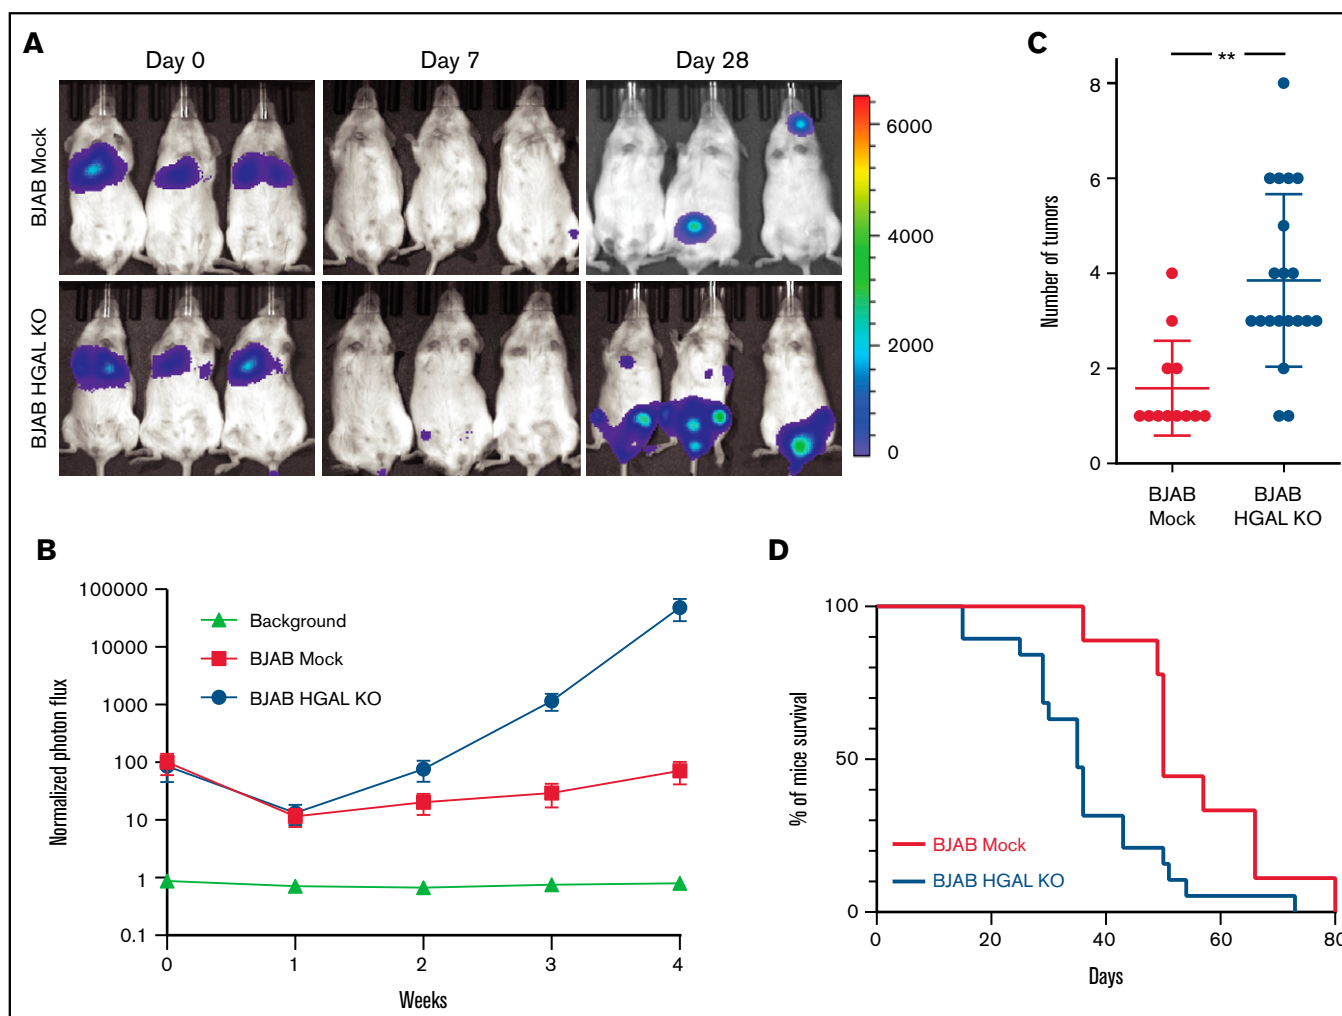 A
Day 0
Day 7
Day 28
BJAB Mock
BJAB HGAL KO
6000
4000
2000
0
C
**
8
6
4
2
0
Number of tumors
BJAB
Mock
BJAB
HGAL KO
B
100000
10000
1000
100
10
1
0.1
Normalized photon flux
Background
BJAB Mock
BJAB HGAL KO
0 1 2 3 4
Weeks
D
100
50
0
% of mice survival
BJAB Mock
BJAB HGAL KO
0 20 40 60 80
Days